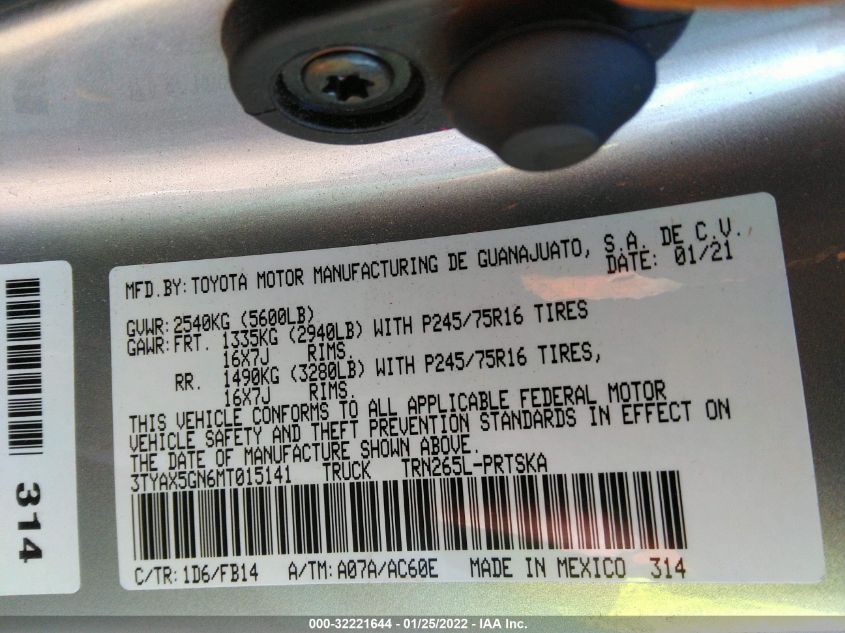 MFD.BY: TOYOTA MOTOR MANUFACTURING DE GUANAJUATO, S.A. DE C.V.
DATE: 01/21
GVWR: 2540KG (5600LB)
GAWR: FRT. 1335KG (2940LB) WITH P245/75R16 TIRES
16X7J RIMS.
RR. 1490KG (3280LB) WITH P245/75R16 TIRES,
16X7J RIMS.
THIS VEHICLE CONFORMS TO ALL APPLICABLE FEDERAL MOTOR
VEHICLE SAFETY AND THEFT PREVENTION STANDARDS IN EFFECT ON
THE DATE OF MANUFACTURE SHOWN ABOVE.
3TYAX5GN6MT015141 TRUCK TRN265L-PRTSKA
C/TR: 1D6/FB14 A/TM: A07A/AC60E MADE IN MEXICO 314
314
000-32221644 — 01/25/2022 — IAA Inc.